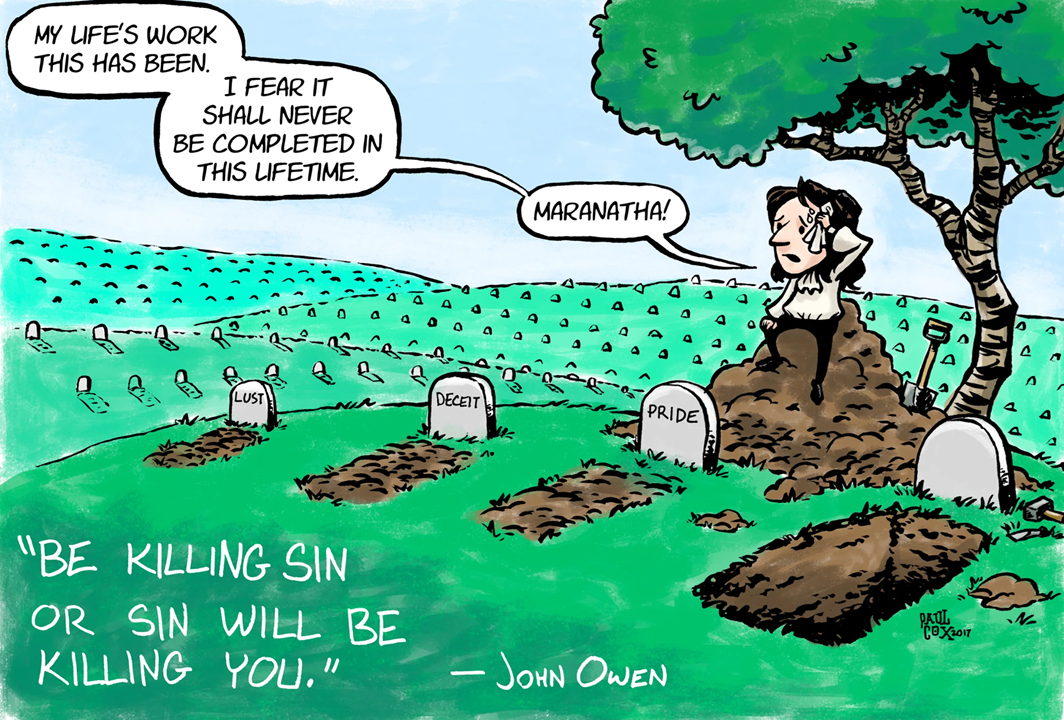 MY LIFE'S WORK
THIS HAS BEEN.
I FEAR IT
SHALL NEVER
BE COMPLETED IN
THIS LIFETIME.
MARANATHA!
LUST
DECEIT
PRIDE
"BE KILLING SIN
OR SIN WILL BE
KILLING YOU."
— JOHN OWEN
PAUL
COX 2017